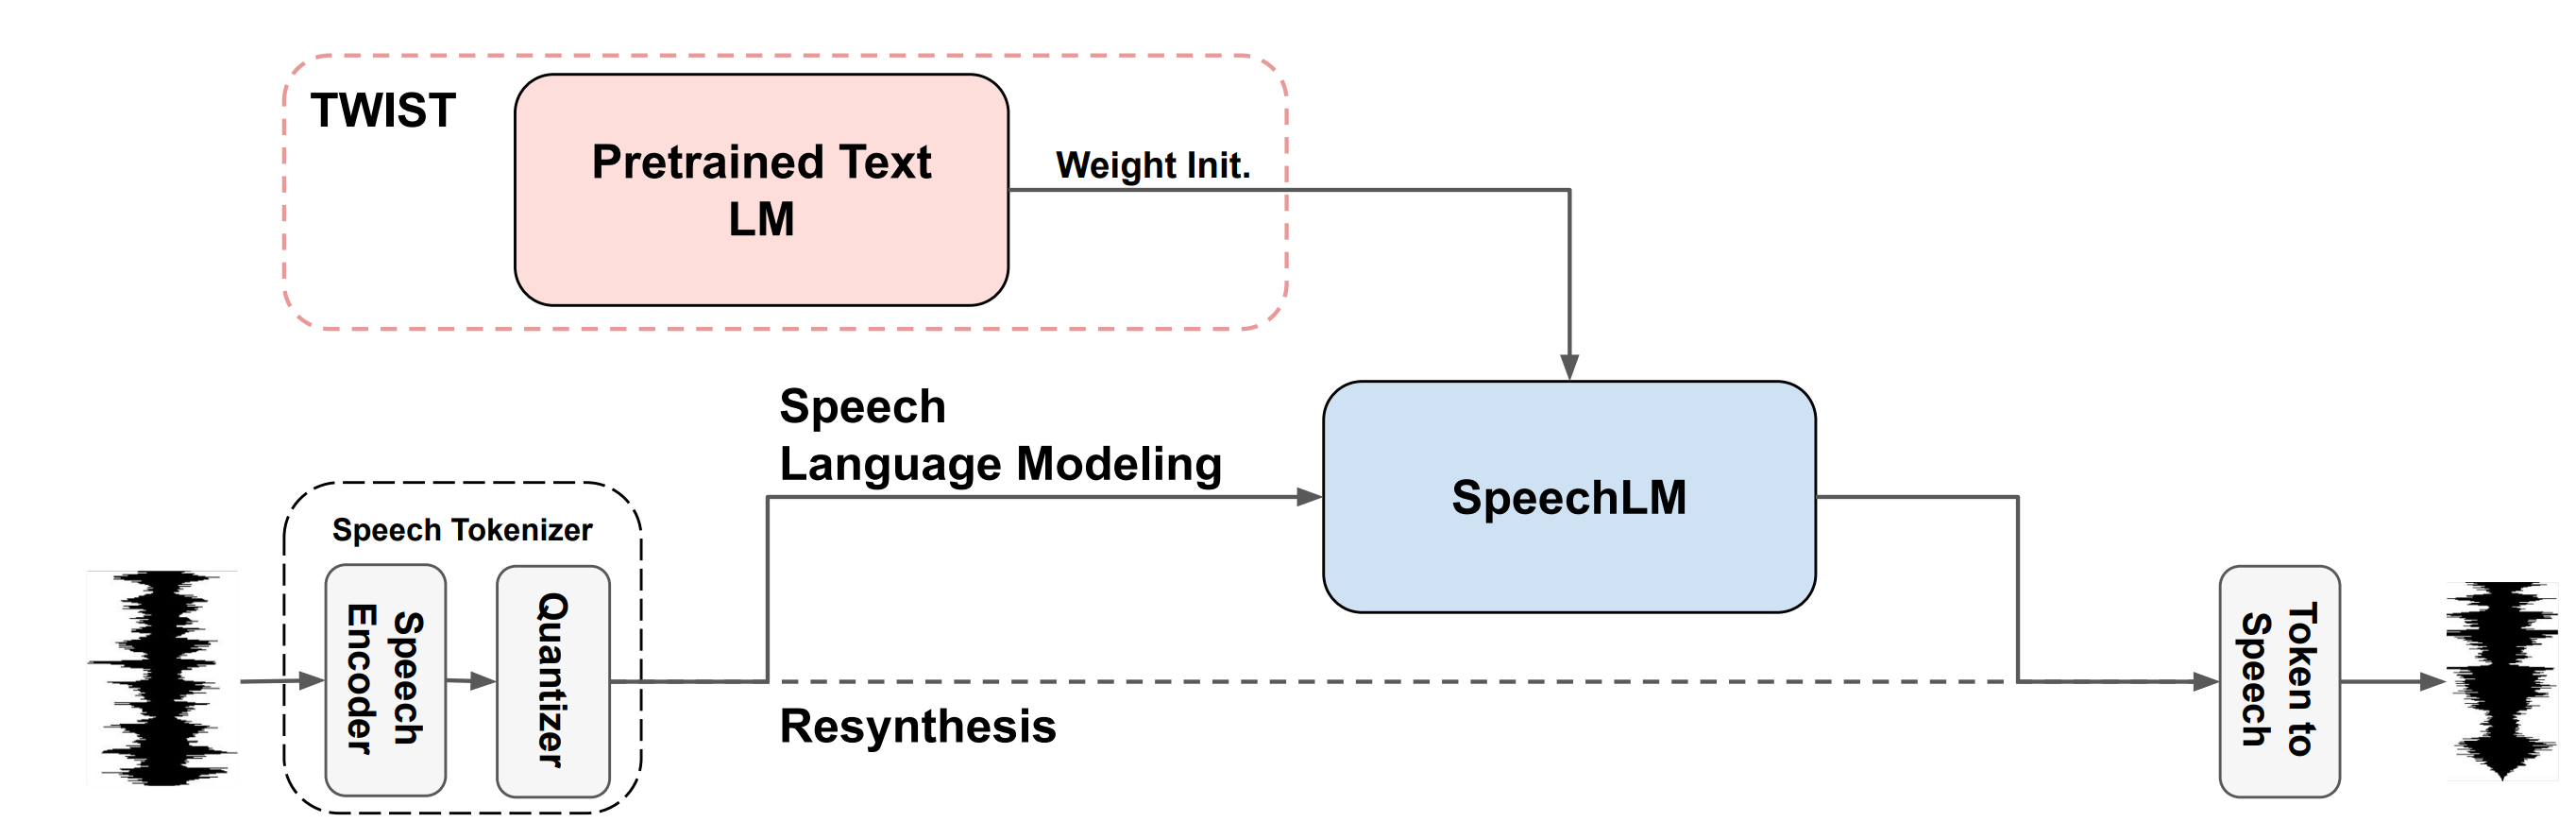 TWIST
Pretrained Text
LM
Weight Init.
Speech
Language Modeling
SpeechLM
Speech Tokenizer
Speech
Encoder
Quantizer
Resynthesis
Token to
Speech